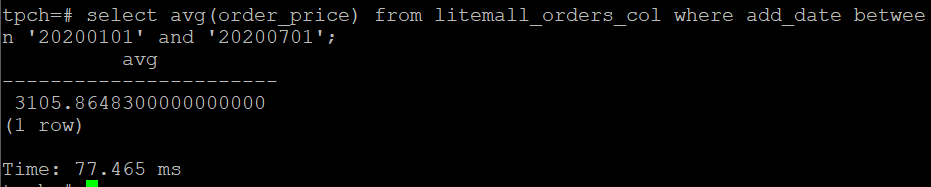 tpch=# select avg(order_price) from litemall_orders_col where add_date betwee
n '20200101' and '20200701';
avg
-----------------------
3105.8648300000000000
(1 row)
Time: 77.465 ms